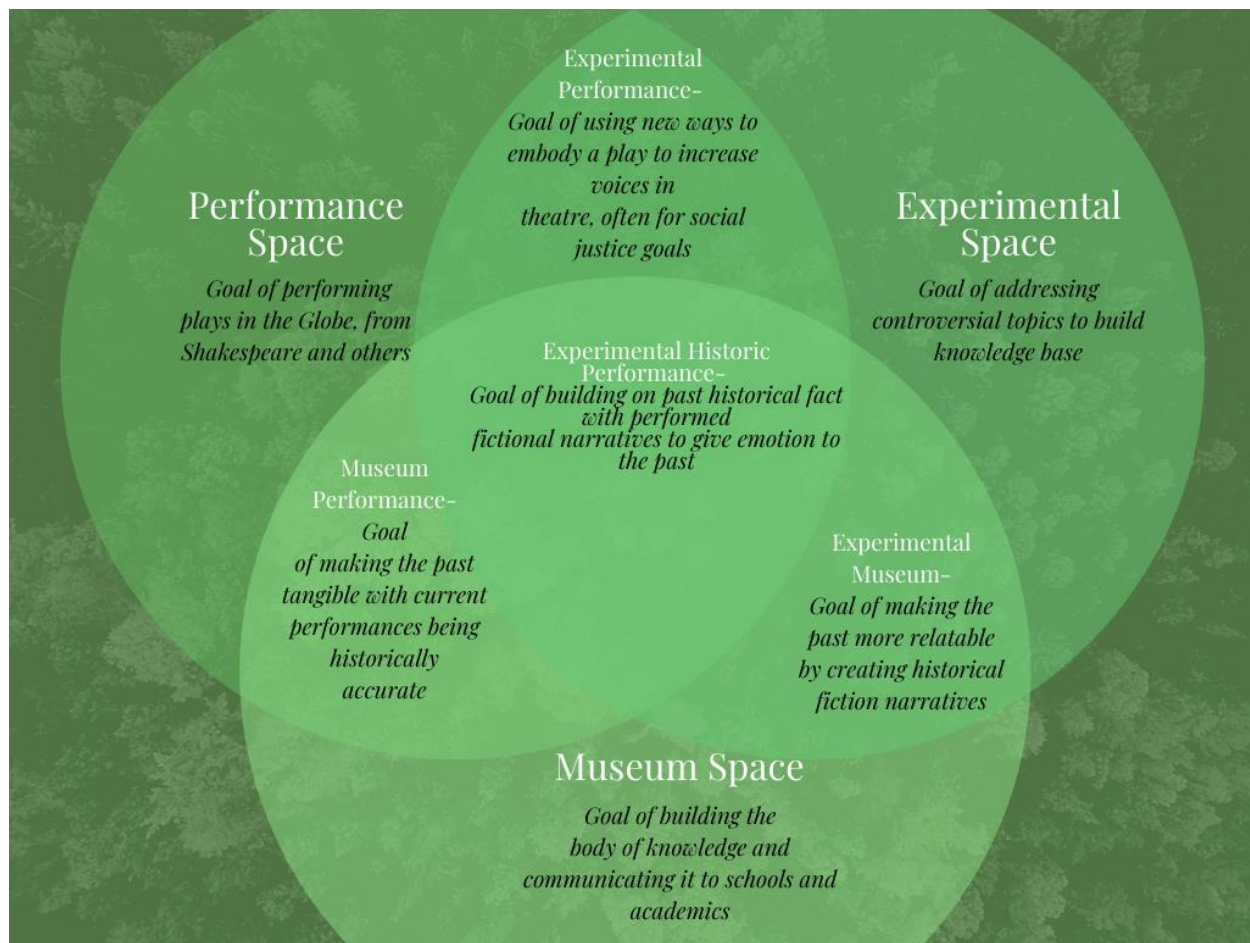 Experimental
Performance-
Goal of using new ways to
embody a play to increase
voices in
theatre, often for social
justice goals
Performance
Space
Goal of performing
plays in the Globe, from
Shakespeare and others
Experimental
Space
Goal of addressing
controversial topics to build
knowledge base
Experimental Historic
Performance-
Goal of building on past historical fact
with performed
fictional narratives to give emotion to
the past
Museum
Performance-
Goal
of making the past
tangible with current
performances being
historically
accurate
Experimental
Museum-
Goal of making the
past more relatable
by creating historical
fiction narratives
Museum Space
Goal of building the
body of knowledge and
communicating it to schools and
academics